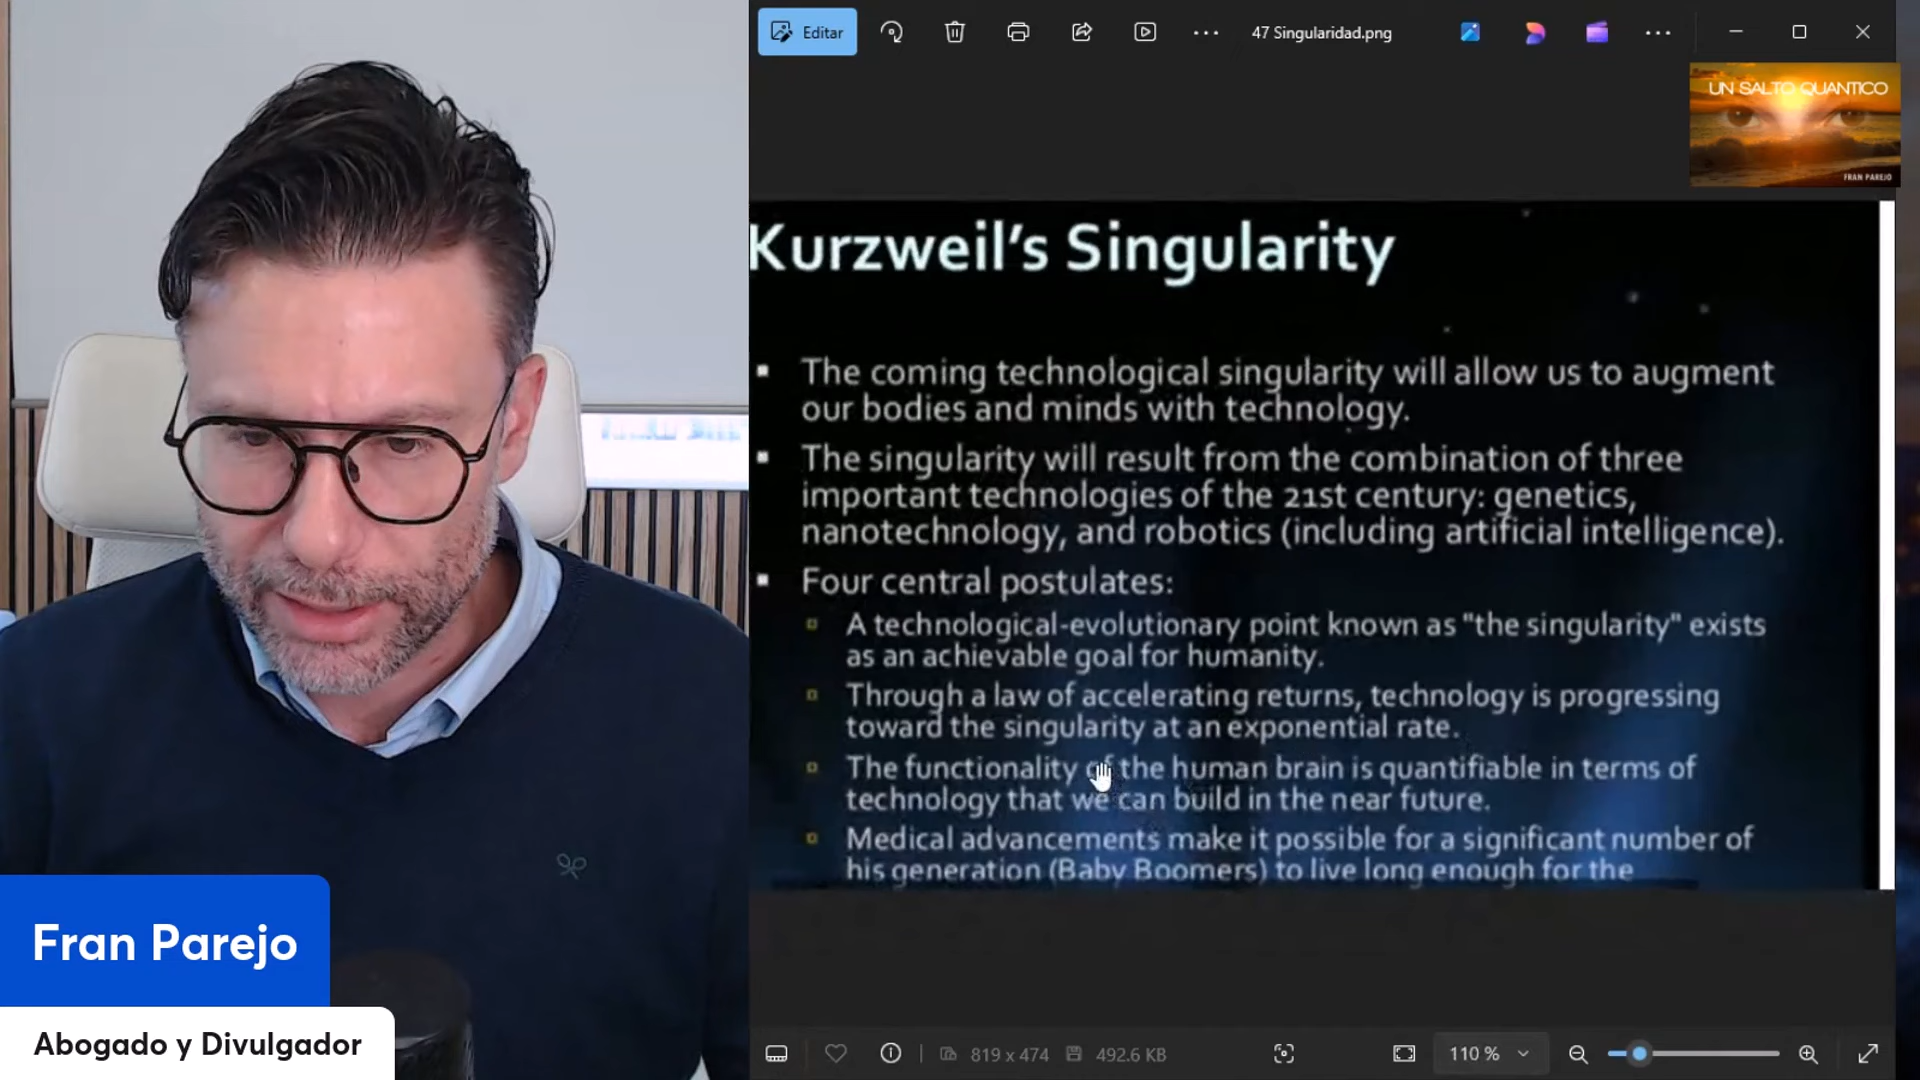 Editar
47 Singularidad.png
UN SALTO QUANTICO
FRAN PAREJO
Kurzweil's Singularity
▪ The coming technological singularity will allow us to augment
our bodies and minds with technology.
▪ The singularity will result from the combination of three
important technologies of the 21st century: genetics,
nanotechnology, and robotics (including artificial intelligence).
▪ Four central postulates:
▫ A technological-evolutionary point known as "the singularity" exists
as an achievable goal for humanity.
▫ Through a law of accelerating returns, technology is progressing
toward the singularity at an exponential rate.
▫ The functionality of the human brain is quantifiable in terms of
technology that we can build in the near future.
▫ Medical advancements make it possible for a significant number of
his generation (Baby Boomers) to live long enough for the
Fran Parejo
Abogado y Divulgador
819 x 474
492.6 KB
110 %